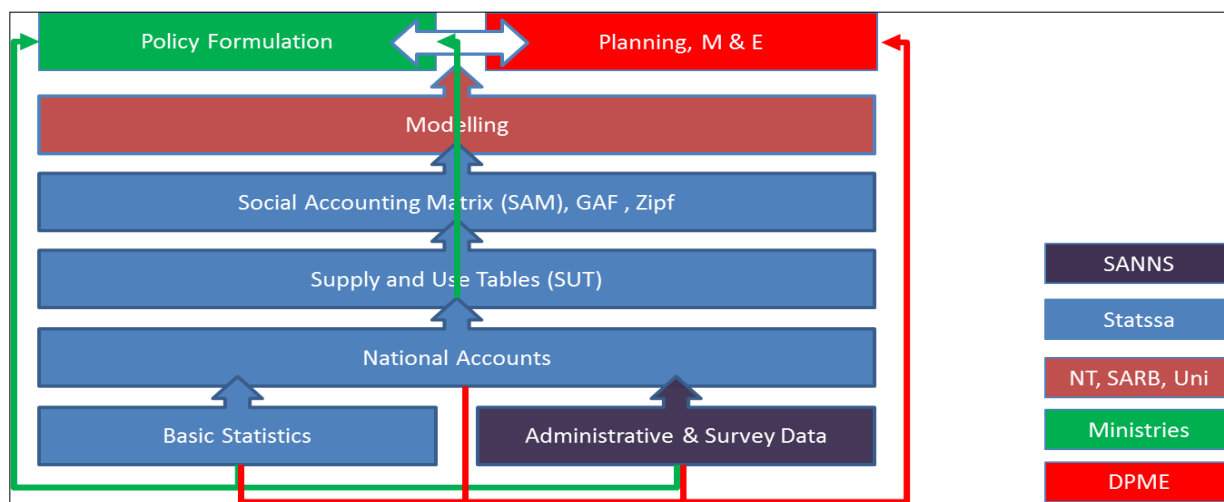 Policy Formulation
Planning, M & E
Modelling
Social Accounting Matrix (SAM), GAF , Zipf
Supply and Use Tables (SUT)
National Accounts
Basic Statistics
Administrative & Survey Data
SANNS
Statssa
NT, SARB, Uni
Ministries
DPME